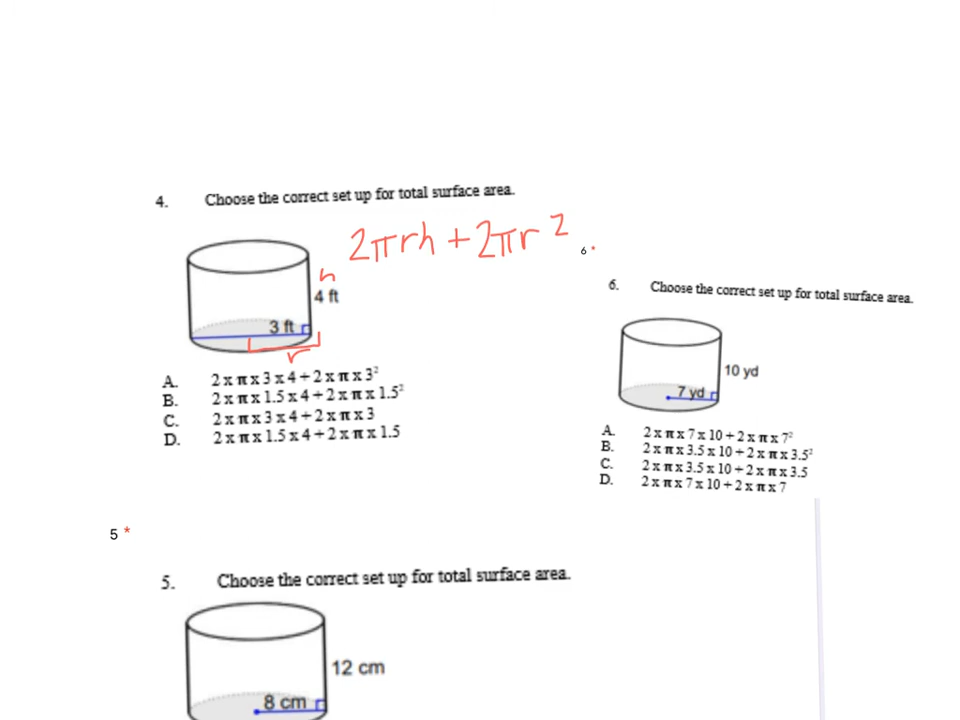 4. Choose the correct set up for total surface area.
2πrh + 2πr²
h
4 ft
3 ft
r
A. 2 x π x 3 x 4 + 2 x π x 3²
B. 2 x π x 1.5 x 4 + 2 x π x 1.5²
C. 2 x π x 3 x 4 + 2 x π x 3
D. 2 x π x 1.5 x 4 + 2 x π x 1.5
6 .
6. Choose the correct set up for total surface area.
10 yd
7 yd
A. 2 x π x 7 x 10 + 2 x π x 7²
B. 2 x π x 3.5 x 10 + 2 x π x 3.5²
C. 2 x π x 3.5 x 10 + 2 x π x 3.5
D. 2 x π x 7 x 10 + 2 x π x 7
5 *
5. Choose the correct set up for total surface area.
12 cm
8 cm